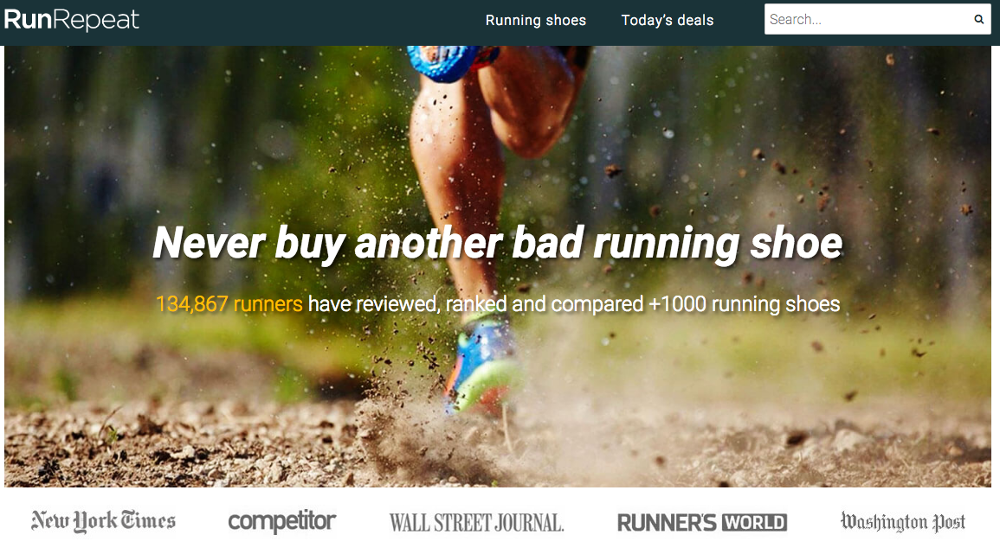 RunRepeat
Running shoes
Today's deals
Search...
Never buy another bad running shoe
134,867 runners have reviewed, ranked and compared +1000 running shoes
New York Times
competitor
WALL STREET JOURNAL.
RUNNER'S WORLD
Washington Post